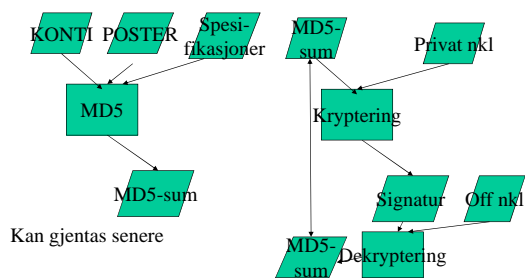 KONTI
POSTER
Spesi-
fikasjoner
MD5
MD5-sum
Kan gjentas senere
MD5-
sum
Privat nkl
Kryptering
Signatur
Off nkl
MD5-
sum
Dekryptering